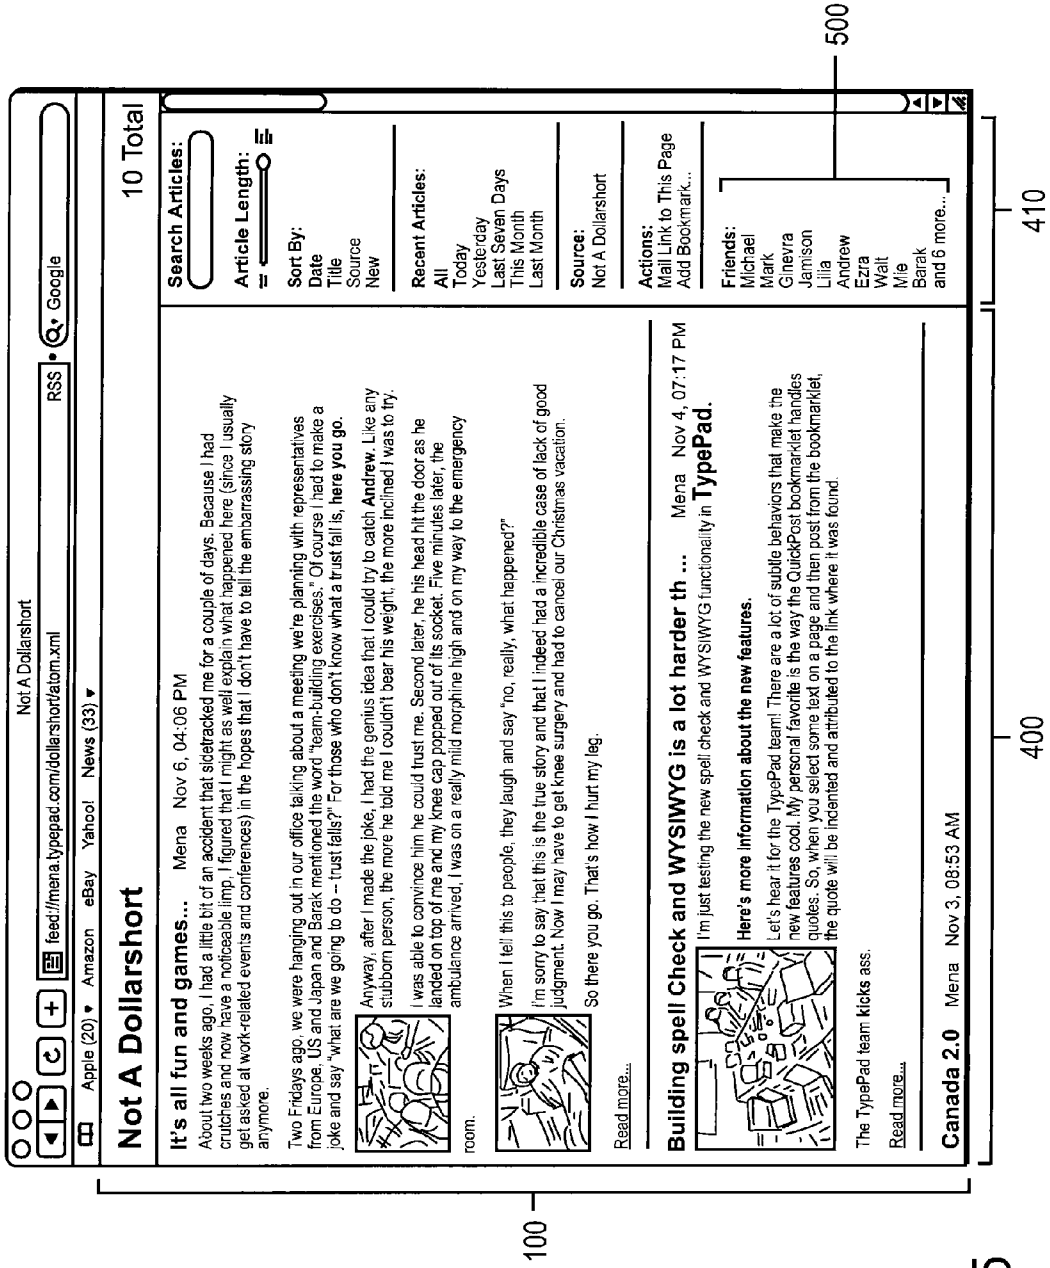 Not A Dollarshort
feed://mena.typepad.com/dollarshort/atom.xml RSS Google
Apple (20) Amazon eBay Yahoo! News (33)
Not A Dollarshort 10 Total
It's all fun and games... Mena Nov 6, 04:06 PM
About two weeks ago, I had a little bit of an accident that sidetracked me for a couple of days. Because I had
crutches and now have a noticeable limp, I figured that I might as well explain what happened here (since I usually
get asked at work-related events and conferences) in the hopes that I don't have to tell the embarrassing story
anymore.
Two Fridays ago, we were hanging out in our office talking about a meeting we're planning with representatives
from Europe, US and Japan and Barak mentioned the word "team-building exercises." Of course I had to make a
joke and say "what are we going to do -- trust falls?" For those who don't know what a trust fall is, here you go.
Anyway, after I made the joke, I had the genius idea that I could try to catch Andrew. Like any
stubborn person, the more he told me I couldn't bear his weight, the more inclined I was to try.
I was able to convince him he could trust me. Second later, he his head hit the door as he
landed on top of me and my knee cap popped out of its socket. Five minutes later, the
ambulance arrived, I was on a really mild morphine high and on my way to the emergency
room.
When I tell this to people, they laugh and say "no, really, what happened?"
I'm sorry to say that this is the true story and that I indeed had a incredible case of lack of good
judgment. Now I may have to get knee surgery and had to cancel our Christmas vacation.
So there you go. That's how I hurt my leg.
Read more...
Building spell Check and WYSIWYG is a lot harder th ... Mena Nov 4, 07:17 PM
I'm just testing the new spell check and WYSIWYG functionality in TypePad.
Here's more information about the new features.
Let's hear it for the TypePad team! There are a lot of subtle behaviors that make the
new features cool. My personal favorite is the way the QuickPost bookmarklet handles
quotes. So, when you select some text on a page and then post from the bookmarklet,
the quote will be indented and attributed to the link where it was found.
The TypePad team kicks ass.
Read more...
Canada 2.0 Mena Nov 3, 08:53 AM
Search Articles:
Article Length:
Sort By:
Date
Title
Source
New
Recent Articles:
All
Today
Yesterday
Last Seven Days
This Month
Last Month
Source:
Not A Dollarshort
Actions:
Mail Link to This Page
Add Bookmark...
Friends:
Michael
Mark
Ginevra
Jamison
Lilia
Andrew
Ezra
Walt
Mie
Barak
and 6 more...
100
400
410
500